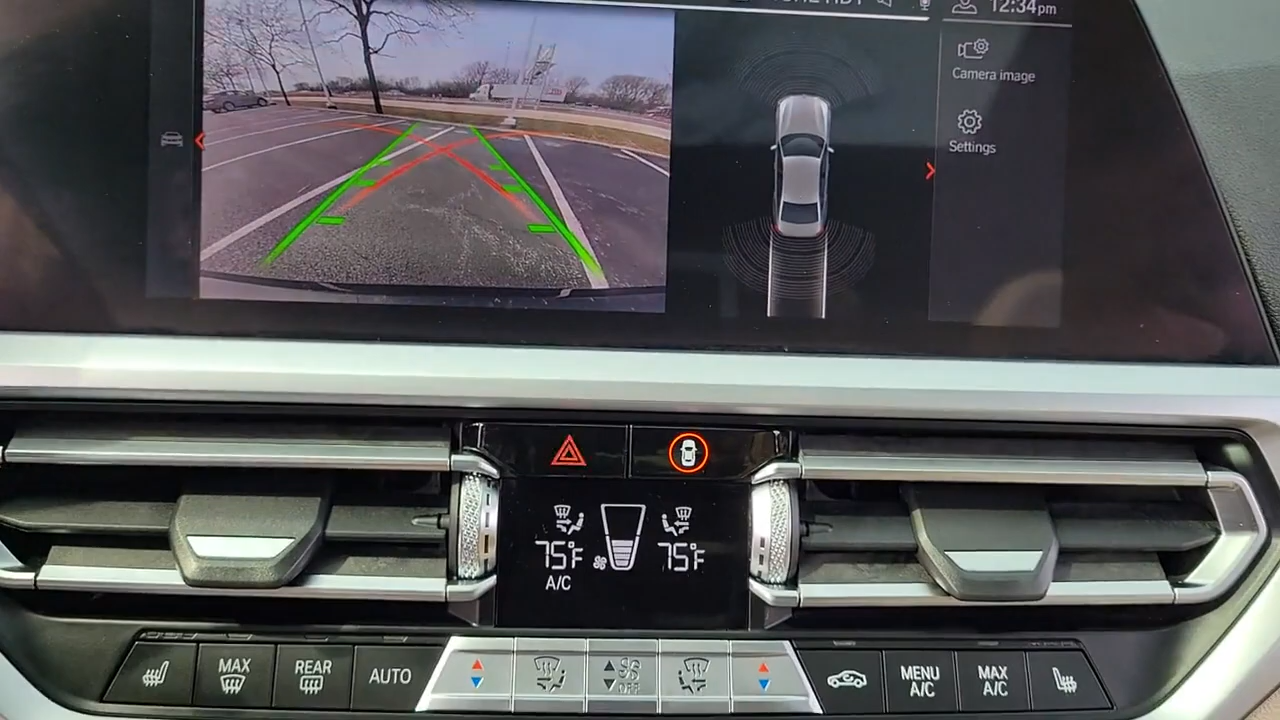 12:34pm
Camera image
Settings
75°F
75°F
A/C
MAX
REAR
AUTO
OFF
MENU
A/C
MAX
A/C